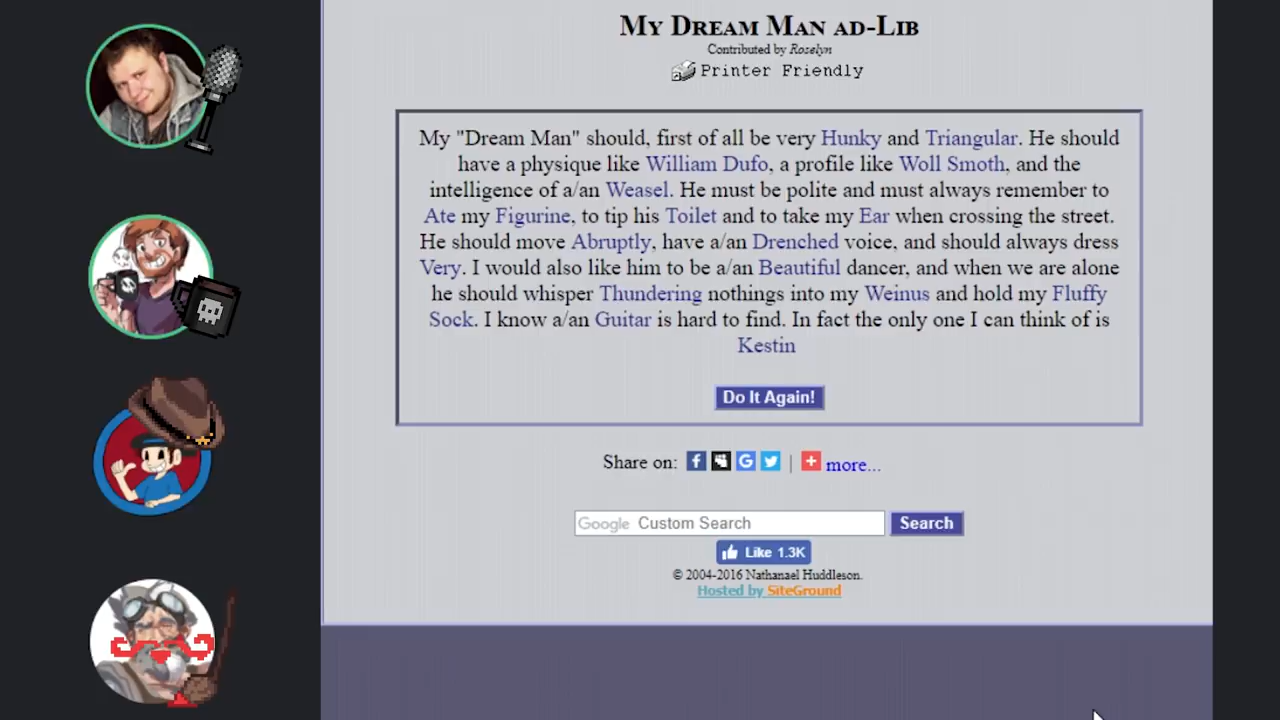 My Dream Man ad-Lib
Contributed by Roselyn
Printer Friendly
My "Dream Man" should, first of all be very Hunky and Triangular. He should
have a physique like William Dufo, a profile like Woll Smoth, and the
intelligence of a/an Weasel. He must be polite and must always remember to
Ate my Figurine, to tip his Toilet and to take my Ear when crossing the street.
He should move Abruptly, have a/an Drenched voice, and should always dress
Very. I would also like him to be a/an Beautiful dancer, and when we are alone
he should whisper Thundering nothings into my Weinus and hold my Fluffy
Sock. I know a/an Guitar is hard to find. In fact the only one I can think of is
Kestin
Do It Again!
Share on: | more...
Google Custom Search Search
Like 1.3K
© 2004-2016 Nathanael Huddleson.
Hosted by SiteGround